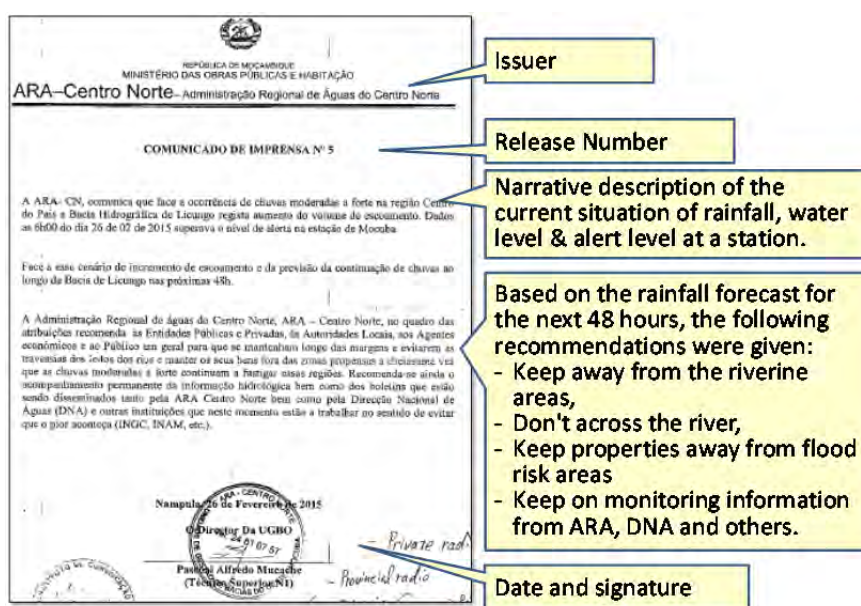 REPÚBLICA DE MOÇAMBIQUE
MINISTÉRIO DAS OBRAS PÚBLICAS E HABITAÇÃO
ARA–Centro Norte– Administração Regional de Águas do Centro Norte
COMUNICADO DE IMPRENSA Nº 5
A ARA- CN, comunica que face a ocorrência de chuvas moderadas a forte na região Centro
do País a Bacia Hidrográfica de Licungo regista aumento do volume de escoamento. Dados
as 6h00 do dia 26 de 02 de 2015 superava o nível de alerta na estação de Mocuba.
Face a esse cenário de incremento de escoamento e da previsão da continuação de chuvas ao
longo da Bacia de Licungo nas próximas 48h.
A Administração Regional de águas do Centro Norte, ARA – Centro Norte, no quadro das
atribuições recomenda às Entidades Públicas e Privadas, às Autoridades Locais, aos Agentes
económicos e ao Público um geral para que se mantenham longo das margens e evitarem as
travessias dos leitos dos rios e manter os seus bens fora das zonas propensas a cheias uma vez
que as chuvas moderadas a forte continuam a fustigar essas regiões. Recomenda-se ainda o
acompanhamento permanente da informação hidrológica bem como dos boletins que estão
sendo disseminados tanto pela ARA Centro Norte bem como pela Direcção Nacional de
Águas (DNA) e outras instituições que neste momento estão a trabalhar no sentido de evitar
que o pior aconteça (INGC, INAM, etc.).
Nampula, 26 de Fevereiro de 2015
O Director Da UGBO
Alfredo Mucache
(Técnico Superior N1)
- Private rad
- Provincial radio
Issuer
Release Number
Narrative description of the
current situation of rainfall, water
level & alert level at a station.
Based on the rainfall forecast for
the next 48 hours, the following
recommendations were given:
- Keep away from the riverine
areas,
- Don't across the river,
- Keep properties away from flood
risk areas
- Keep on monitoring information
from ARA, DNA and others.
Date and signature